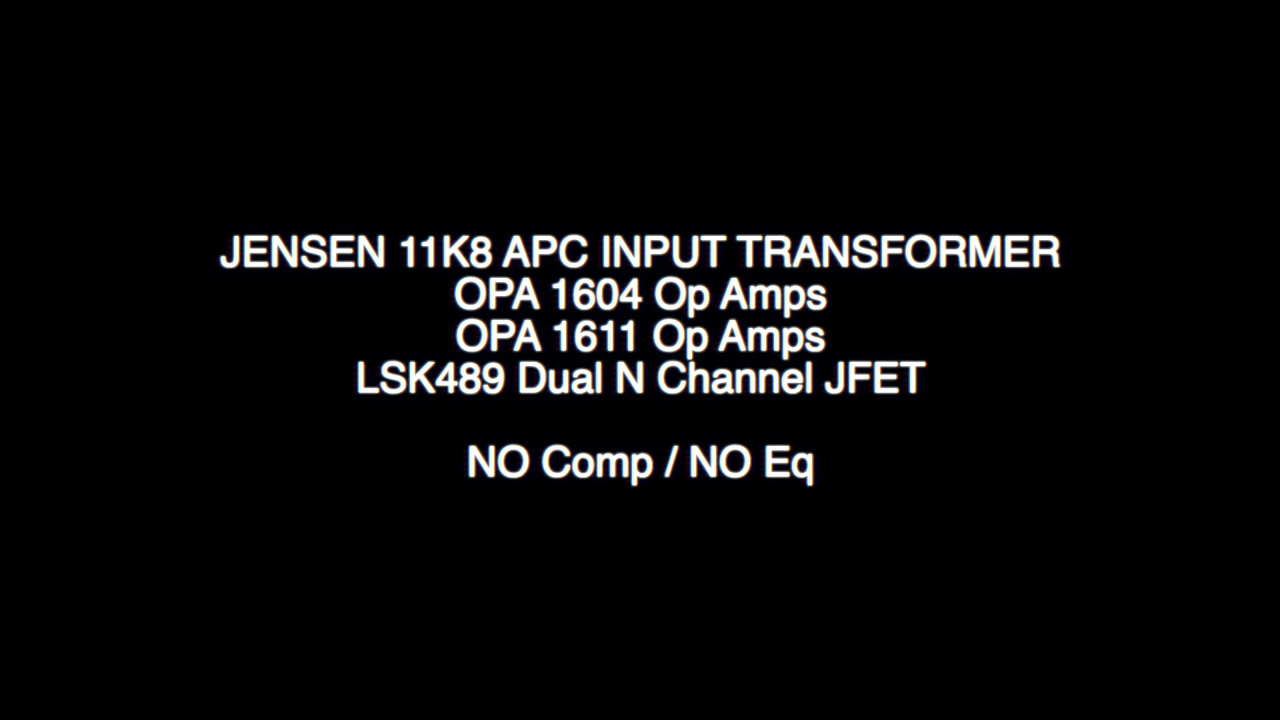 JENSEN 11K8 APC INPUT TRANSFORMER
OPA 1604 Op Amps
OPA 1611 Op Amps
LSK489 Dual N Channel JFET
NO Comp / NO Eq